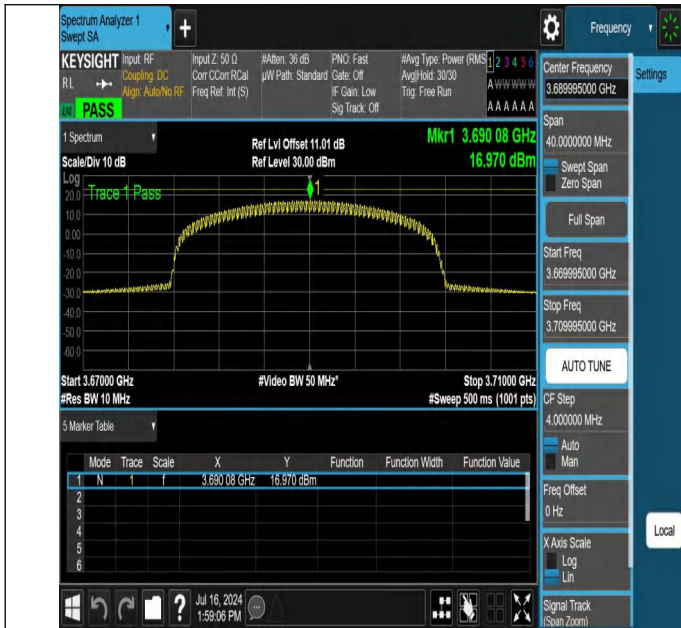 Spectrum Analyzer 1
Swept SA
Frequency
KEYSIGHT
RL
PASS
Input: RF
Coupling: DC
Align: Auto/No RF
Input Z: 50 Ω
Corr CCorr RCal
Freq Ref: Int (S)
#Atten: 36 dB
µW Path: Standard
PNO: Fast
Gate: Off
IF Gain: Low
Sig Track: Off
#Avg Type: Power (RMS
Avg|Hold: 30/30
Trig: Free Run
1 2 3 4 5 6
A W W W W W
A A A A A A
1 Spectrum
Scale/Div 10 dB
Ref Lvl Offset 11.01 dB
Ref Level 30.00 dBm
Mkr1 3.690 08 GHz
16.970 dBm
Log
Trace 1 Pass
1
20.0
10.0
0.00
-10.0
-20.0
-30.0
-40.0
-50.0
-60.0
Start 3.67000 GHz
#Video BW 50 MHz*
Stop 3.71000 GHz
#Res BW 10 MHz
#Sweep 500 ms (1001 pts)
5 Marker Table
Mode Trace Scale X Y Function Function Width Function Value
1 N 1 f 3.690 08 GHz 16.970 dBm
2
3
4
5
6
?
Jul 16, 2024
1:59:06 PM
Center Frequency
3.689995000 GHz
Settings
Span
40.0000000 MHz
Swept Span
Zero Span
Full Span
Start Freq
3.669995000 GHz
Stop Freq
3.709995000 GHz
AUTO TUNE
CF Step
4.000000 MHz
Auto
Man
Freq Offset
0 Hz
X Axis Scale
Log
Lin
Local
Signal Track
(Span Zoom)